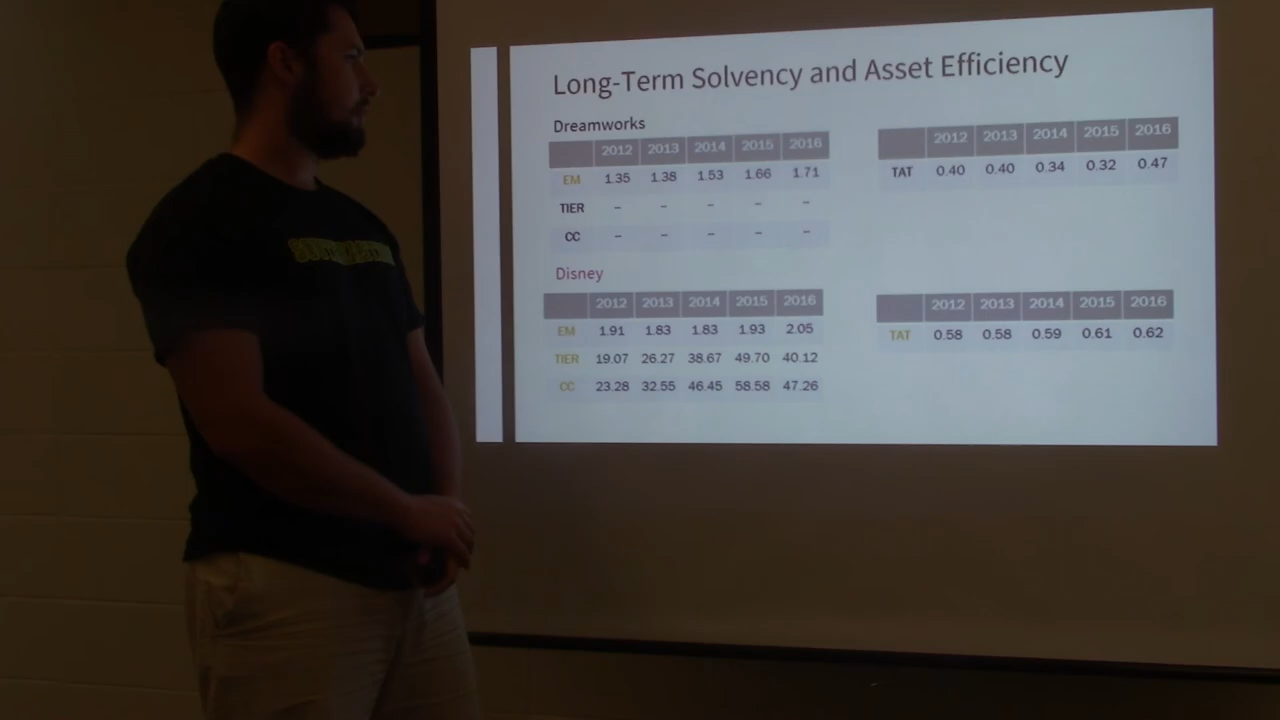 Long-Term Solvency and Asset Efficiency
Dreamworks
2012 2013 2014 2015 2016
EM 1.35 1.38 1.53 1.66 1.71
TIER – – – – –
CC – – – – –
2012 2013 2014 2015 2016
TAT 0.40 0.40 0.34 0.32 0.47
Disney
2012 2013 2014 2015 2016
EM 1.91 1.83 1.83 1.93 2.05
TIER 19.07 26.27 38.67 49.70 40.12
CC 23.28 32.55 46.45 58.58 47.26
2012 2013 2014 2015 2016
TAT 0.58 0.58 0.59 0.61 0.62